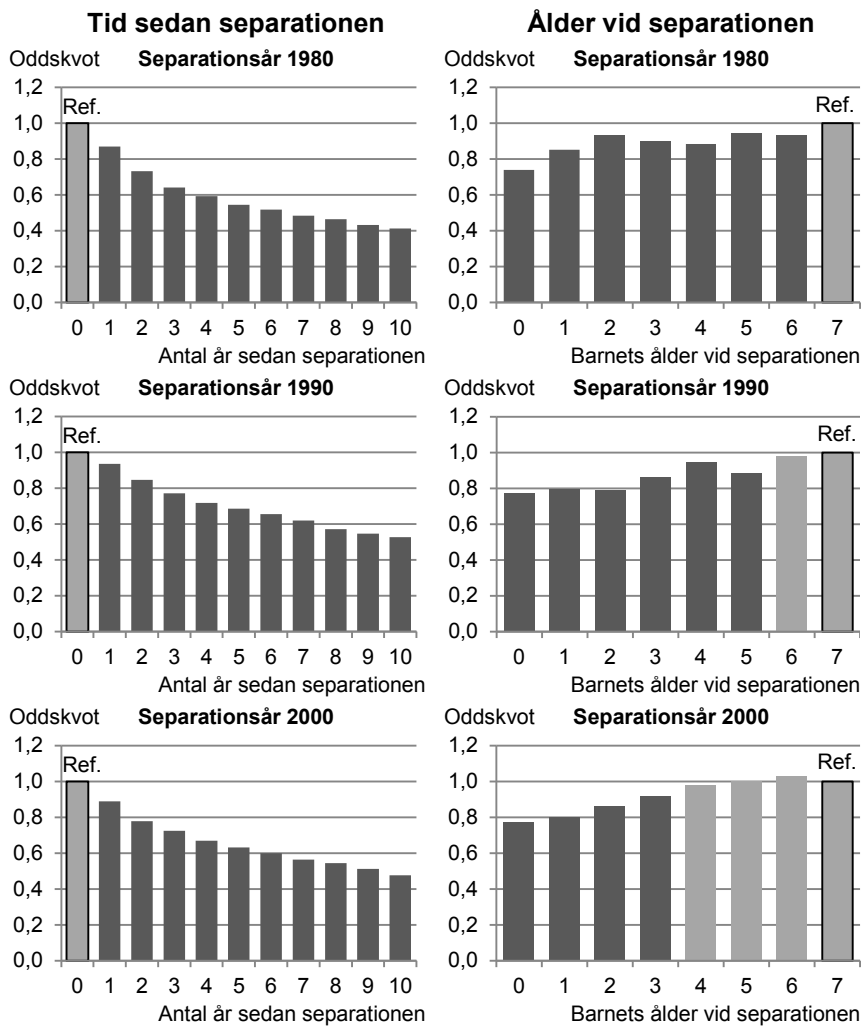 Tid sedan separationen
Ålder vid separationen
Oddskvot Separationsår 1980
1,2
1,0
0,8
0,6
0,4
0,2
0,0
Ref.
0 1 2 3 4 5 6 7 8 9 10
Antal år sedan separationen
Oddskvot Separationsår 1980
1,2
1,0
0,8
0,6
0,4
0,2
0,0
Ref.
0 1 2 3 4 5 6 7
Barnets ålder vid separationen
Oddskvot Separationsår 1990
1,2
1,0
0,8
0,6
0,4
0,2
0,0
Ref.
0 1 2 3 4 5 6 7 8 9 10
Antal år sedan separationen
Oddskvot Separationsår 1990
1,2
1,0
0,8
0,6
0,4
0,2
0,0
Ref.
0 1 2 3 4 5 6 7
Barnets ålder vid separationen
Oddskvot Separationsår 2000
1,2
1,0
0,8
0,6
0,4
0,2
0,0
Ref.
0 1 2 3 4 5 6 7 8 9 10
Antal år sedan separationen
Oddskvot Separationsår 2000
1,2
1,0
0,8
0,6
0,4
0,2
0,0
Ref.
0 1 2 3 4 5 6 7
Barnets ålder vid separationen